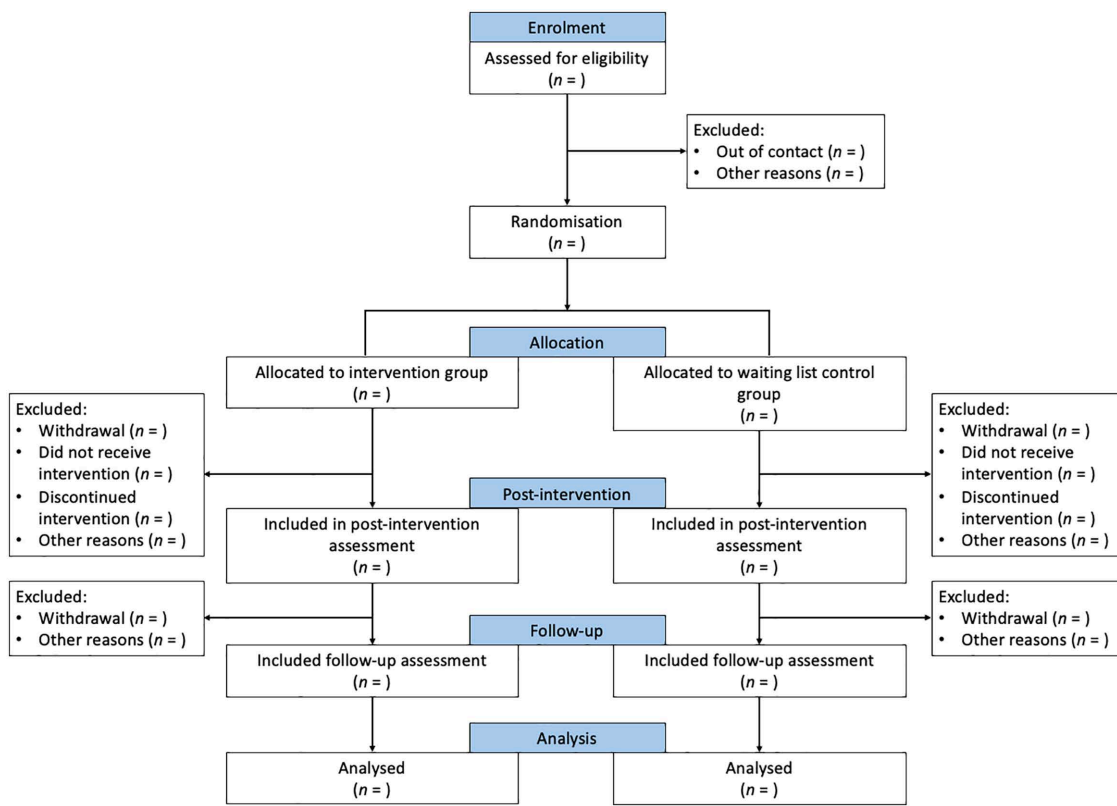 Enrolment
Assessed for eligibility
(n = )
Excluded:
• Out of contact (n = )
• Other reasons (n = )
Randomisation
(n = )
Allocation
Allocated to intervention group
(n = )
Allocated to waiting list control
group
(n = )
Excluded:
• Withdrawal (n = )
• Did not receive
intervention (n = )
• Discontinued
intervention (n = )
• Other reasons (n = )
Excluded:
• Withdrawal (n = )
• Did not receive
intervention (n = )
• Discontinued
intervention (n = )
• Other reasons (n = )
Post-intervention
Included in post-intervention
assessment
(n = )
Included in post-intervention
assessment
(n = )
Excluded:
• Withdrawal (n = )
• Other reasons (n = )
Excluded:
• Withdrawal (n = )
• Other reasons (n = )
Follow-up
Included follow-up assessment
(n = )
Included follow-up assessment
(n = )
Analysis
Analysed
(n = )
Analysed
(n = )